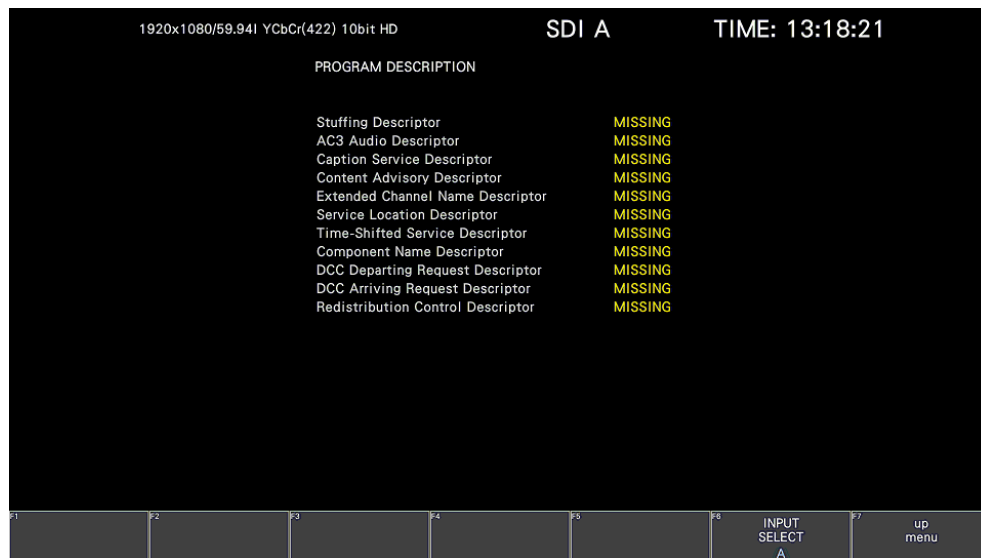 1920x1080/59.94I YCbCr(422) 10bit HD SDI A TIME: 13:18:21
PROGRAM DESCRIPTION
Stuffing Descriptor MISSING
AC3 Audio Descriptor MISSING
Caption Service Descriptor MISSING
Content Advisory Descriptor MISSING
Extended Channel Name Descriptor MISSING
Service Location Descriptor MISSING
Time-Shifted Service Descriptor MISSING
Component Name Descriptor MISSING
DCC Departing Request Descriptor MISSING
DCC Arriving Request Descriptor MISSING
Redistribution Control Descriptor MISSING
F1 F2 F3 F4 F5 F6 F7
INPUT up
SELECT menu
A